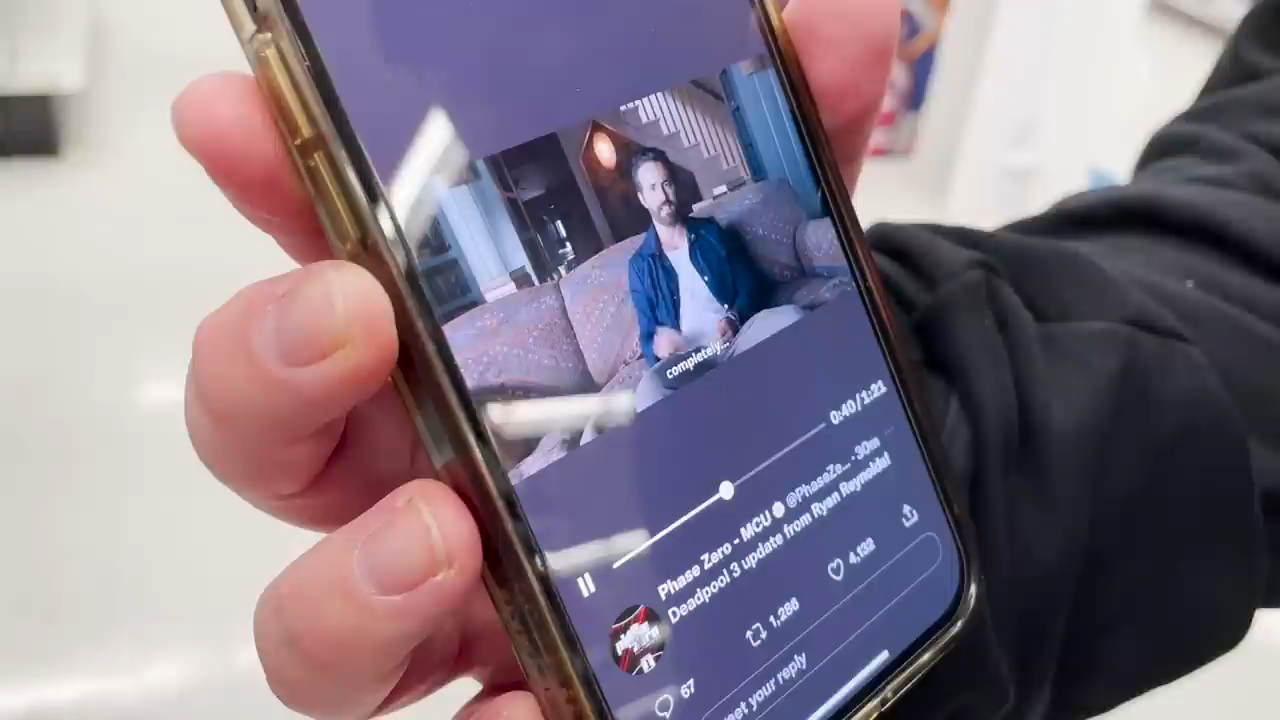 completely...
0:40/1:21
Phase Zero - MCU @PhaseZe... · 30m
Deadpool 3 update from Ryan Reynolds!
67
1,286
4,132
your reply